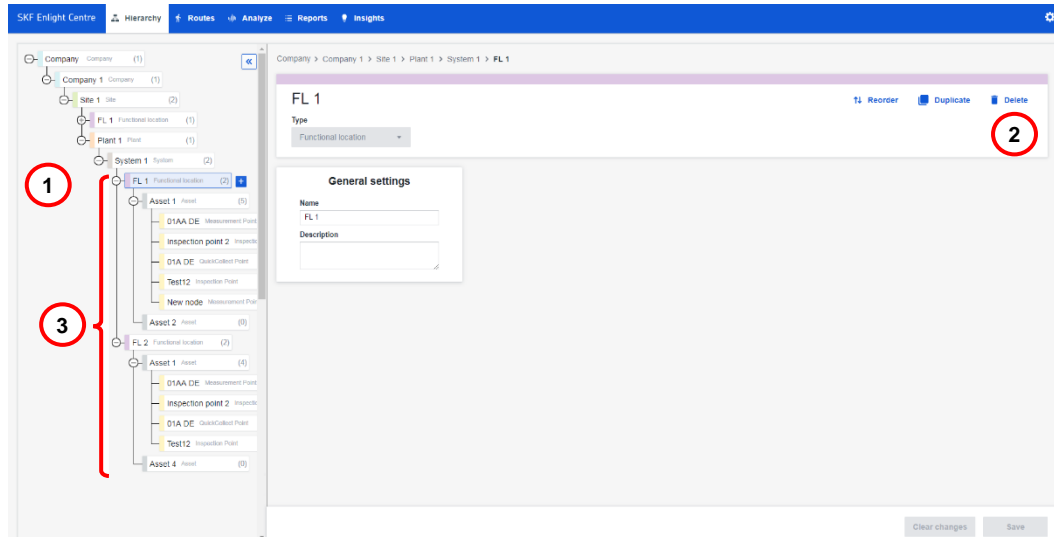 SKF Enlight Centre Hierarchy Routes Analyze Reports Insights
Company Company (1)
Company 1 Company (1)
Site 1 Site (2)
FL 1 Functional location (1)
Plant 1 Plant (1)
System 1 System (2)
1
FL 1 Functional location (2) +
Asset 1 Asset (5)
01AA DE Measurement Point
Inspection point 2 Inspectic
01A DE QuickCollect Point
Test12 Inspection Point
New node Measurement Poin
Asset 2 Asset (0)
3
FL 2 Functional location (2)
Asset 1 Asset (4)
01AA DE Measurement Point
Inspection point 2 Inspectic
01A DE QuickCollect Point
Test12 Inspection Point
Asset 4 Asset (0)
Company > Company 1 > Site 1 > Plant 1 > System 1 > FL 1
FL 1
Reorder Duplicate Delete
Type
Functional location
2
General settings
Name
FL 1
Description
Clear changes Save